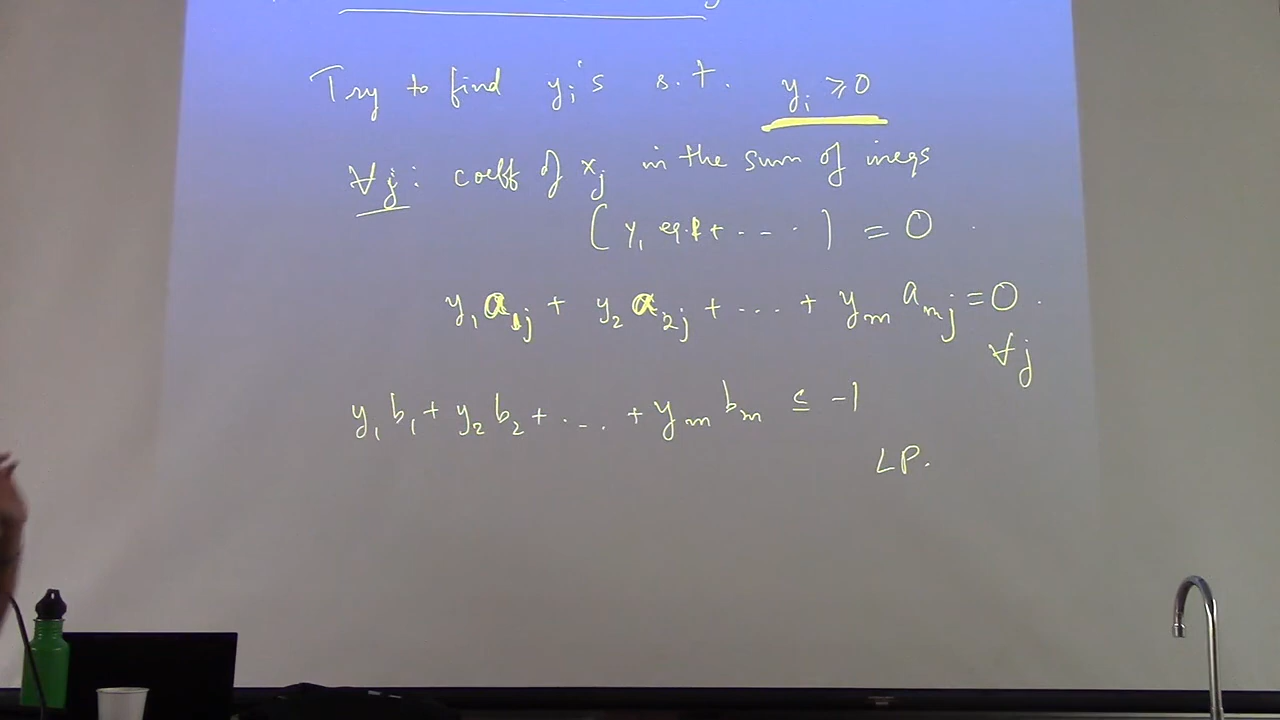 Try to find yᵢ's s.t. yᵢ ≥ 0
∀j: coeff of xⱼ in the sum of ineqs
(y₁ eq.1 + - - - ·) = 0
y₁ a₁ⱼ + y₂ a₂ⱼ + ... + yₘ aₘⱼ = 0.
∀j
y₁ b₁ + y₂ b₂ + ... + yₘ bₘ ≤ -1
LP.